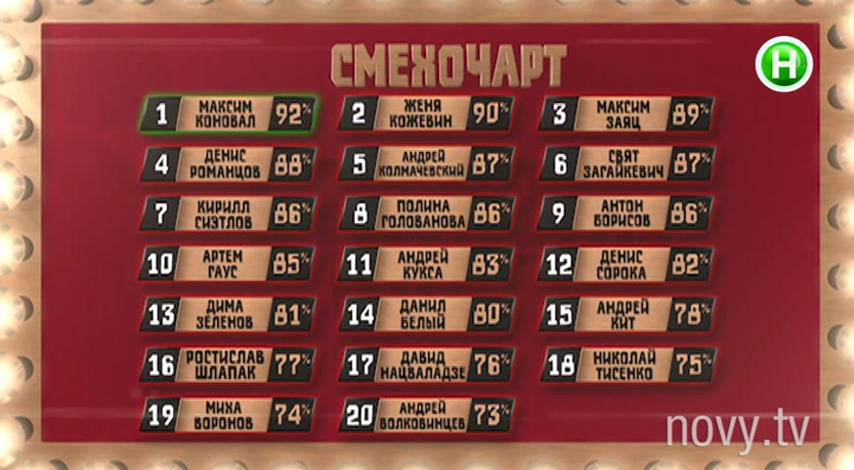 СМЕХОЧАРТ
Н
1 МАКСИМ КОНОВАЛ 92%
2 ЖЕНЯ КОЖЕВИН 90%
3 МАКСИМ ЗАЯЦ 89%
4 ДЕНИС РОМАНЦОВ 88%
5 АНДРЕЙ КОЛМАЧЕВСКИЙ 87%
6 СВЯТ ЗАГАЙКЕВИЧ 87%
7 КИРИЛЛ СИЭТЛОВ 86%
8 ПОЛИНА ГОЛОВАНОВА 86%
9 АНТОН БОРИСОВ 86%
10 АРТЕМ ГАУС 85%
11 АНДРЕЙ КУКСА 83%
12 ДЕНИС СОРОКА 82%
13 ДИМА ЗЕЛЕНОВ 81%
14 ДАНИЛ БЕЛЫЙ 80%
15 АНДРЕЙ КИТ 78%
16 РОСТИСЛАВ ШЛАПАК 77%
17 ДАВИД НАЦВАЛАДЗЕ 76%
18 НИКОЛАЙ ТИСЕНКО 75%
19 МИХА ВОРОНОВ 74%
20 АНДРЕЙ ВОЛКОВИНЦЕВ 73%
novy.tv